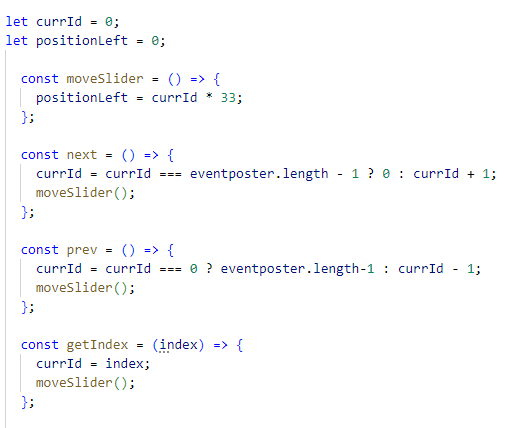 let currId = 0;
let positionLeft = 0;
const moveSlider = () => {
positionLeft = currId * 33;
};
const next = () => {
currId = currId === eventposter.length - 1 ? 0 : currId + 1;
moveSlider();
};
const prev = () => {
currId = currId === 0 ? eventposter.length-1 : currId - 1;
moveSlider();
};
const getIndex = (index) => {
currId = index;
moveSlider();
};